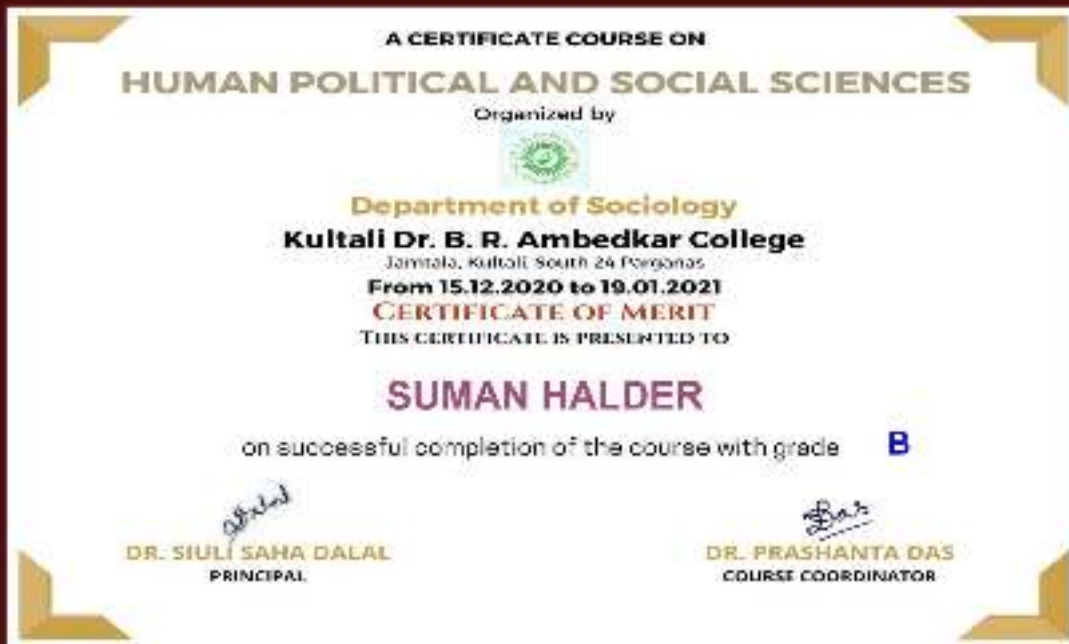 A CERTIFICATE COURSE ON
HUMAN POLITICAL AND SOCIAL SCIENCES
Organized by
Department of Sociology
Kultali Dr. B. R. Ambedkar College
Jamtala, Kultali, South 24 Parganas
From 15.12.2020 to 19.01.2021
CERTIFICATE OF MERIT
THIS CERTIFICATE IS PRESENTED TO
SUMAN HALDER
on successful completion of the course with grade B
Das
DR. SIULI SAHA DALAL
DR. PRASHANTA DAS
PRINCIPAL
COURSE COORDINATOR